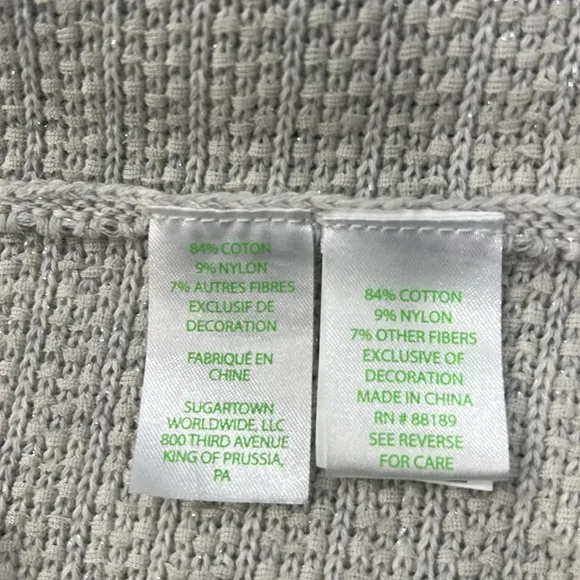 84% COTON
9% NYLON
7% AUTRES FIBRES
EXCLUSIF DE
DECORATION
FABRIQUÉ EN
CHINE
SUGARTOWN
WORLDWIDE, LLC
800 THIRD AVENUE
KING OF PRUSSIA,
PA
84% COTTON
9% NYLON
7% OTHER FIBERS
EXCLUSIVE OF
DECORATION
MADE IN CHINA
RN # 88189
SEE REVERSE
FOR CARE